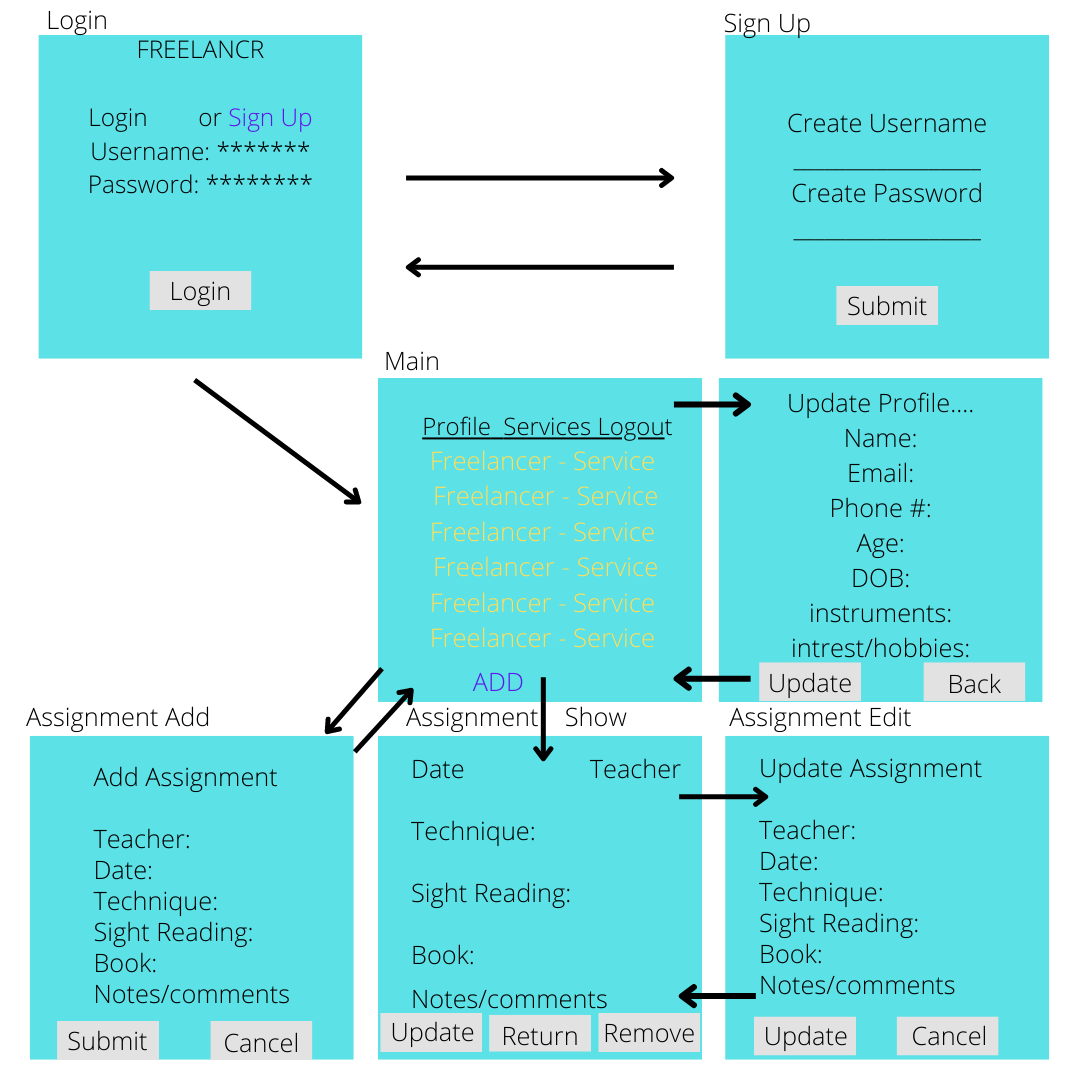 Login
FREELANCR
Login or Sign Up
Username: *******
Password: ********
Login
Sign Up
Create Username
_______________
Create Password
_______________
Submit
Main
Profile Services Logout
Freelancer - Service
Freelancer - Service
Freelancer - Service
Freelancer - Service
Freelancer - Service
Freelancer - Service
ADD
Update Profile....
Name:
Email:
Phone #:
Age:
DOB:
instruments:
intrest/hobbies:
Update Back
Assignment Add
Add Assignment
Teacher:
Date:
Technique:
Sight Reading:
Book:
Notes/comments
Submit Cancel
Assignment Show
Date Teacher
Technique:
Sight Reading:
Book:
Notes/comments
Update Return Remove
Assignment Edit
Update Assignment
Teacher:
Date:
Technique:
Sight Reading:
Book:
Notes/comments
Update Cancel